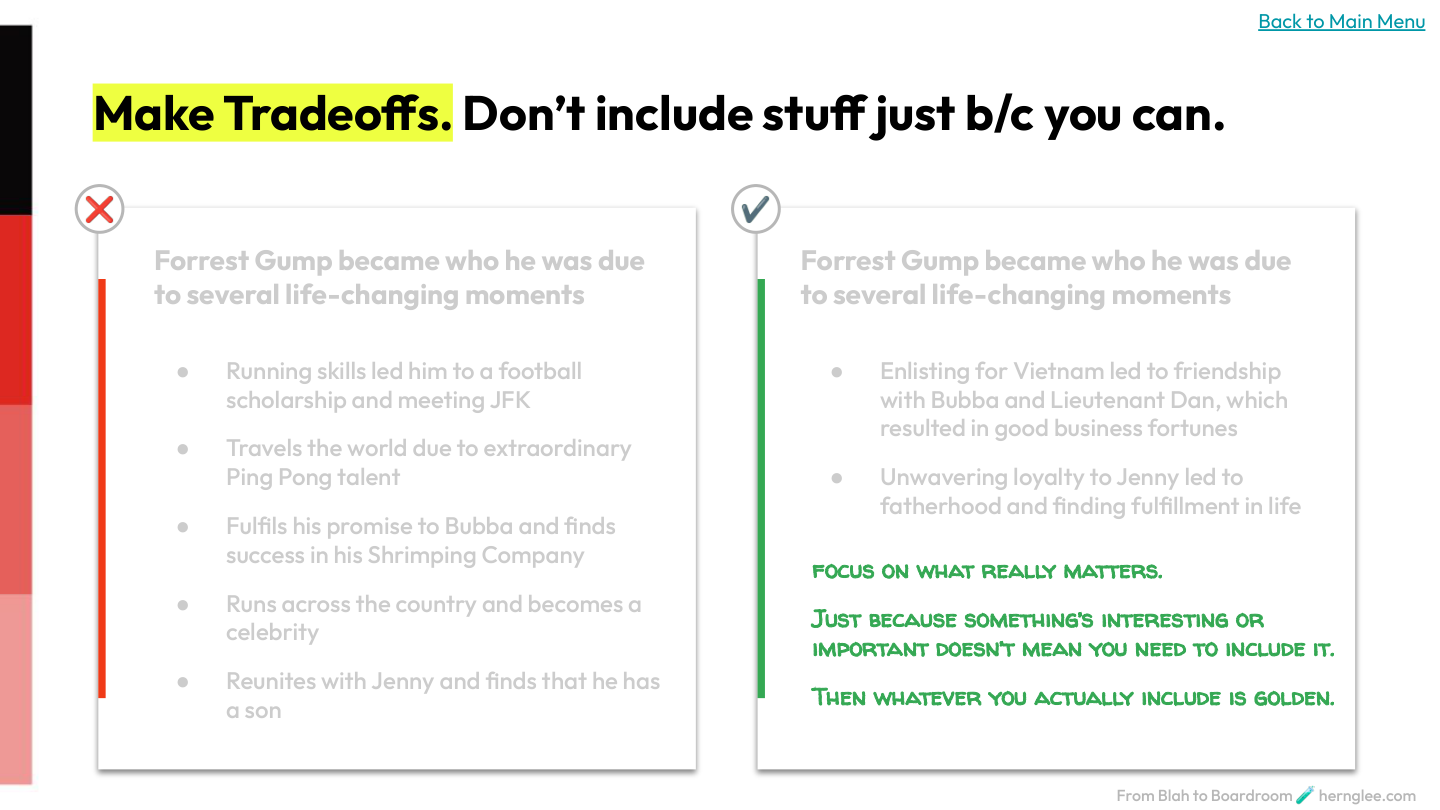 Back to Main Menu
Make Tradeoffs. Don’t include stuff just b/c you can.
Forrest Gump became who he was due
to several life-changing moments
● Running skills led him to a football
scholarship and meeting JFK
● Travels the world due to extraordinary
Ping Pong talent
● Fulfils his promise to Bubba and finds
success in his Shrimping Company
● Runs across the country and becomes a
celebrity
● Reunites with Jenny and finds that he has
a son
Forrest Gump became who he was due
to several life-changing moments
● Enlisting for Vietnam led to friendship
with Bubba and Lieutenant Dan, which
resulted in good business fortunes
● Unwavering loyalty to Jenny led to
fatherhood and finding fulfillment in life
focus on what really matters.
Just because something's interesting or
important doesn't mean you need to include it.
Then whatever you actually include is golden.
From Blah to Boardroom 🧪 hernglee.com